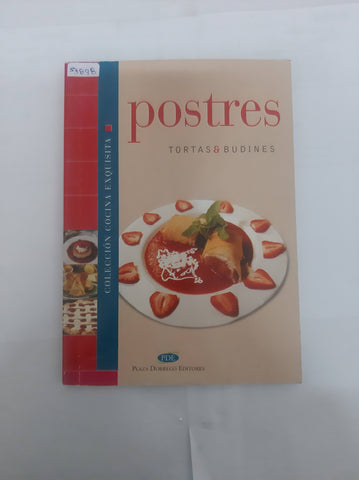 postres
TORTAS & BUDINES
COLECCIÓN COCINA EXQUISITA
PDE
PLAZA DORREGO EDITORES